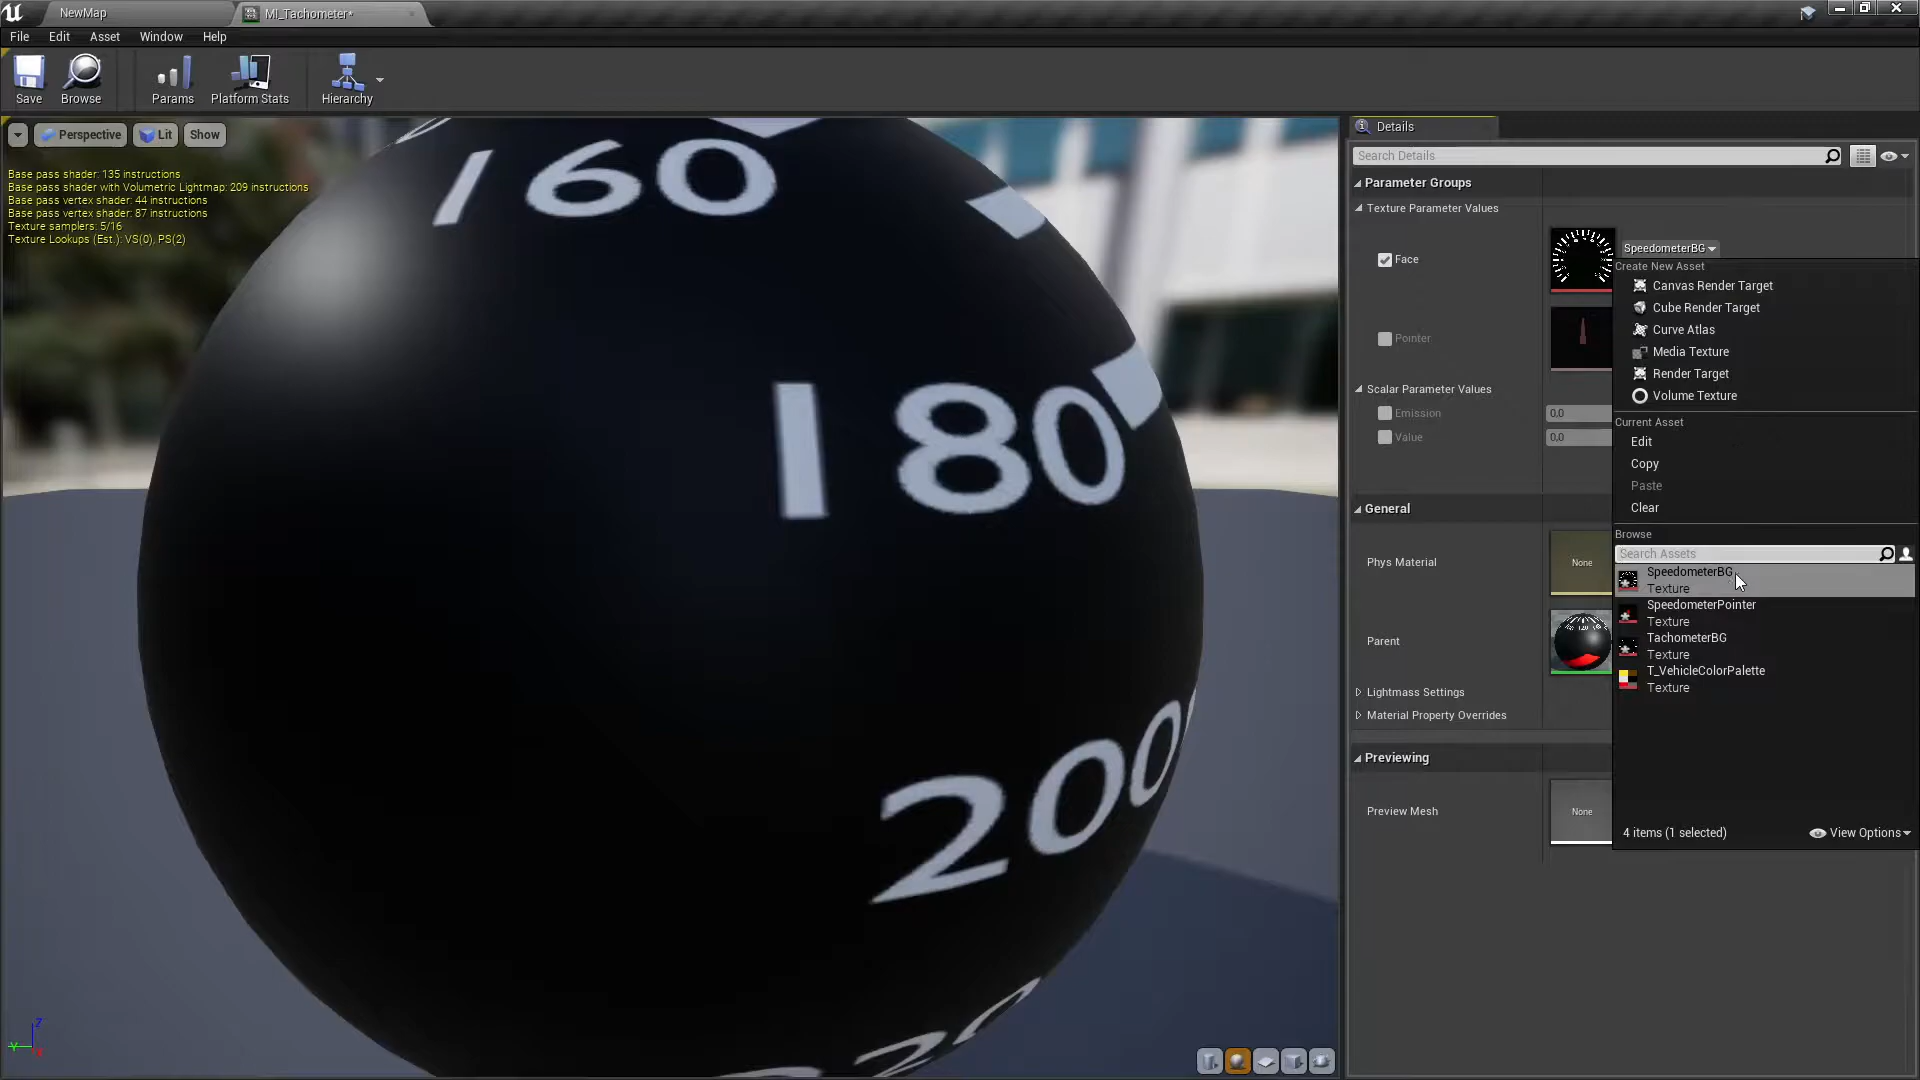 NewMap
MI_Tachometer*
File
Edit
Asset
Window
Help
Save
Browse
Params
Platform Stats
Hierarchy
Perspective
Lit
Show
Base pass shader: 135 instructions
Base pass shader with Volumetric Lightmap: 209 instructions
Base pass vertex shader: 44 instructions
Base pass vertex shader: 87 instructions
Texture samplers: 5/16
Texture Lookups (Est.): VS(0), PS(2)
160
180
200
Z
Y
Details
Search Details
Parameter Groups
Texture Parameter Values
Face
SpeedometerBG
Pointer
Scalar Parameter Values
Emission
0,0
Value
0,0
General
Phys Material
None
Parent
Lightmass Settings
Material Property Overrides
Previewing
Preview Mesh
None
Create New Asset
Canvas Render Target
Cube Render Target
Curve Atlas
Media Texture
Render Target
Volume Texture
Current Asset
Edit
Copy
Paste
Clear
Browse
Search Assets
SpeedometerBG
Texture
SpeedometerPointer
Texture
TachometerBG
Texture
T_VehicleColorPalette
Texture
4 items (1 selected)
View Options